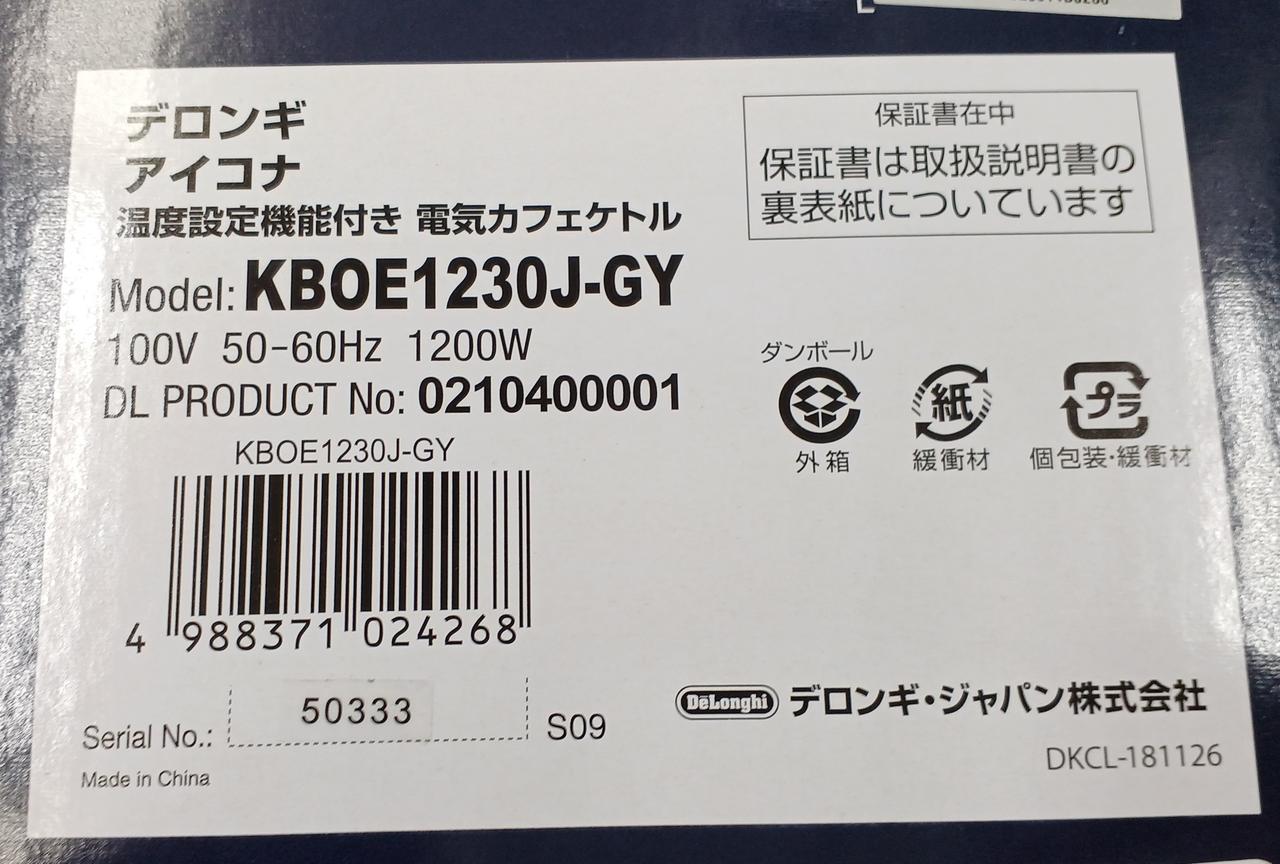 デロンギ
アイコナ
温度設定機能付き 電気カフェケトル
Model: KBOE1230J-GY
100V 50-60Hz 1200W
DL PRODUCT No: 0210400001
KBOE1230J-GY
4 988371 024268
Serial No.: 50333 S09
Made in China
保証書在中
保証書は取扱説明書の
裏表紙についています
ダンボール
紙
プラ
外箱
緩衝材
個包装・緩衝材
DeLonghi デロンギ・ジャパン株式会社
DKCL-181126